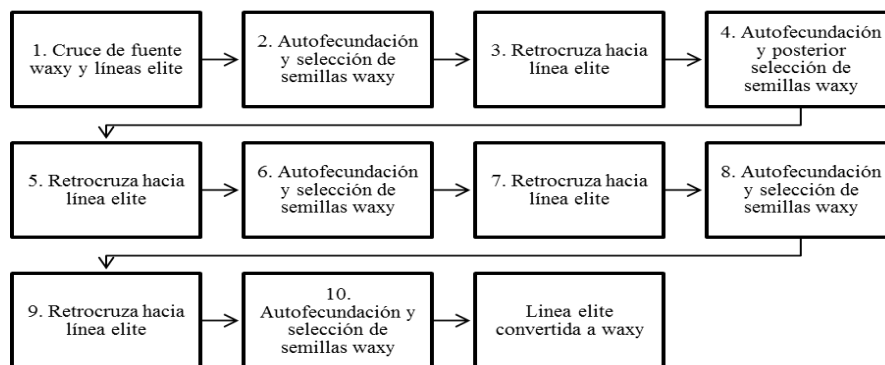 1. Cruce de fuente
waxy y líneas elite
2. Autofecundación
y selección de
semillas waxy
3. Retrocruza hacia
línea elite
4. Autofecundación
y posterior
selección de
semillas waxy
5. Retrocruza hacia
línea elite
6. Autofecundación
y selección de
semillas waxy
7. Retrocruza hacia
línea elite
8. Autofecundación
y selección de
semillas waxy
9. Retrocruza hacia
línea elite
10.
Autofecundación y
selección de
semillas waxy
Linea elite
convertida a waxy